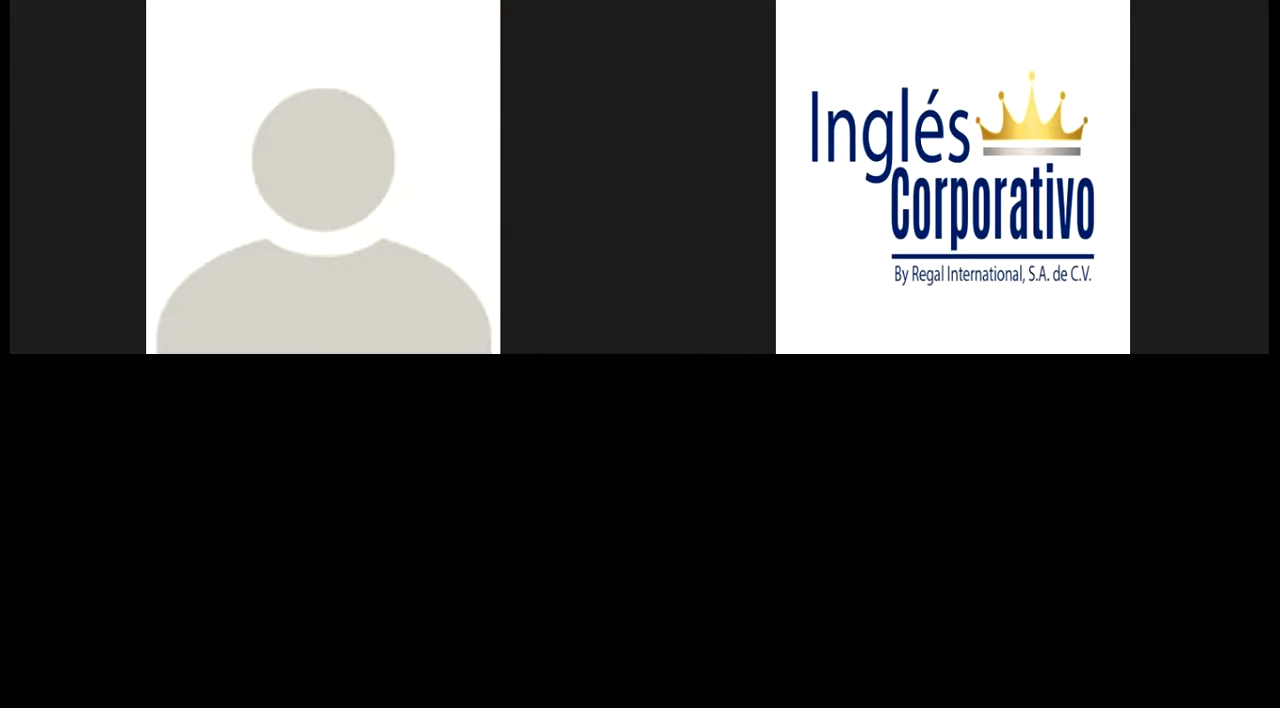 Inglés
Corporativo
By Regal International, S.A. de C.V.